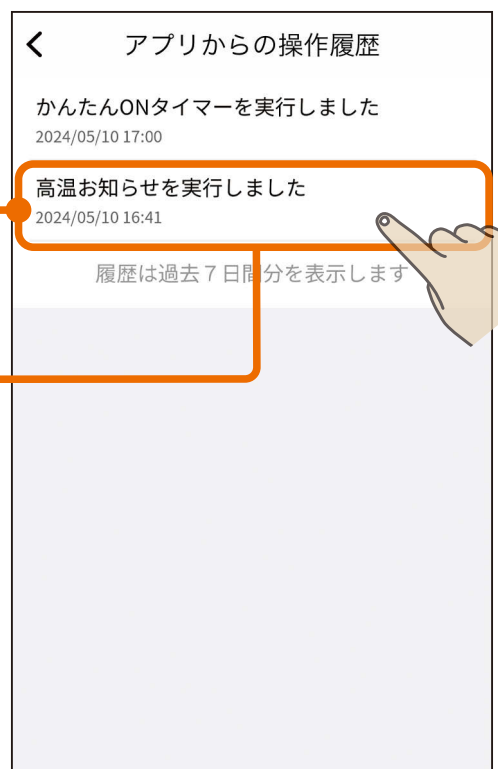 アプリからの操作履歴
かんたんONタイマーを実行しました
2024/05/10 17:00
高温お知らせを実行しました
2024/05/10 16:41
履歴は過去７日間分を表示します